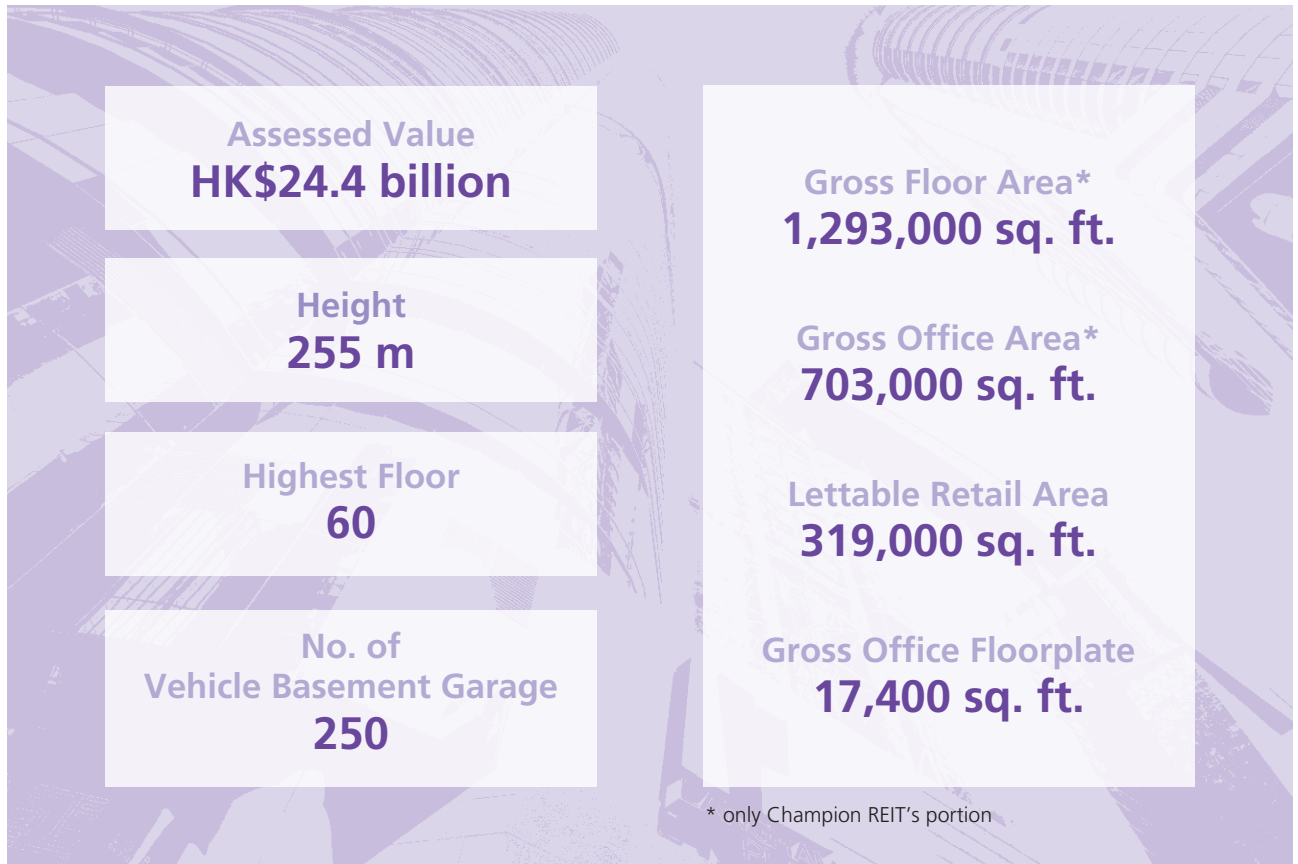 Assessed Value
HK$24.4 billion
Height
255 m
Highest Floor
60
No. of
Vehicle Basement Garage
250
Gross Floor Area*
1,293,000 sq. ft.
Gross Office Area*
703,000 sq. ft.
Lettable Retail Area
319,000 sq. ft.
Gross Office Floorplate
17,400 sq. ft.
* only Champion REIT's portion